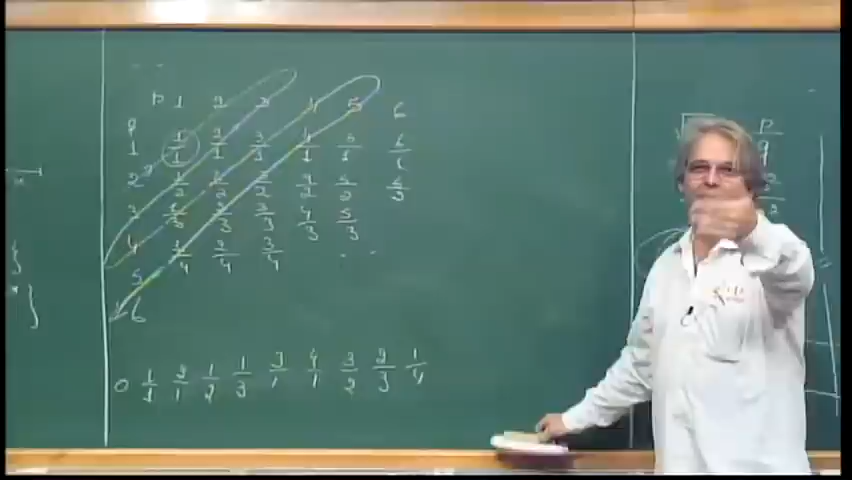 p 1 2 3 4 5 6
q
1 1/1 2/1 3/1 4/1 5/1 6/1
2 1/2 2/2 3/2 4/2 5/2 6/2
3 1/3 2/3 3/3 4/3 5/3
4 1/4 2/4 3/4 . . .
5
6
0 1/1 2/1 1/2 1/3 3/1 4/1 3/2 2/3 1/4
p/q